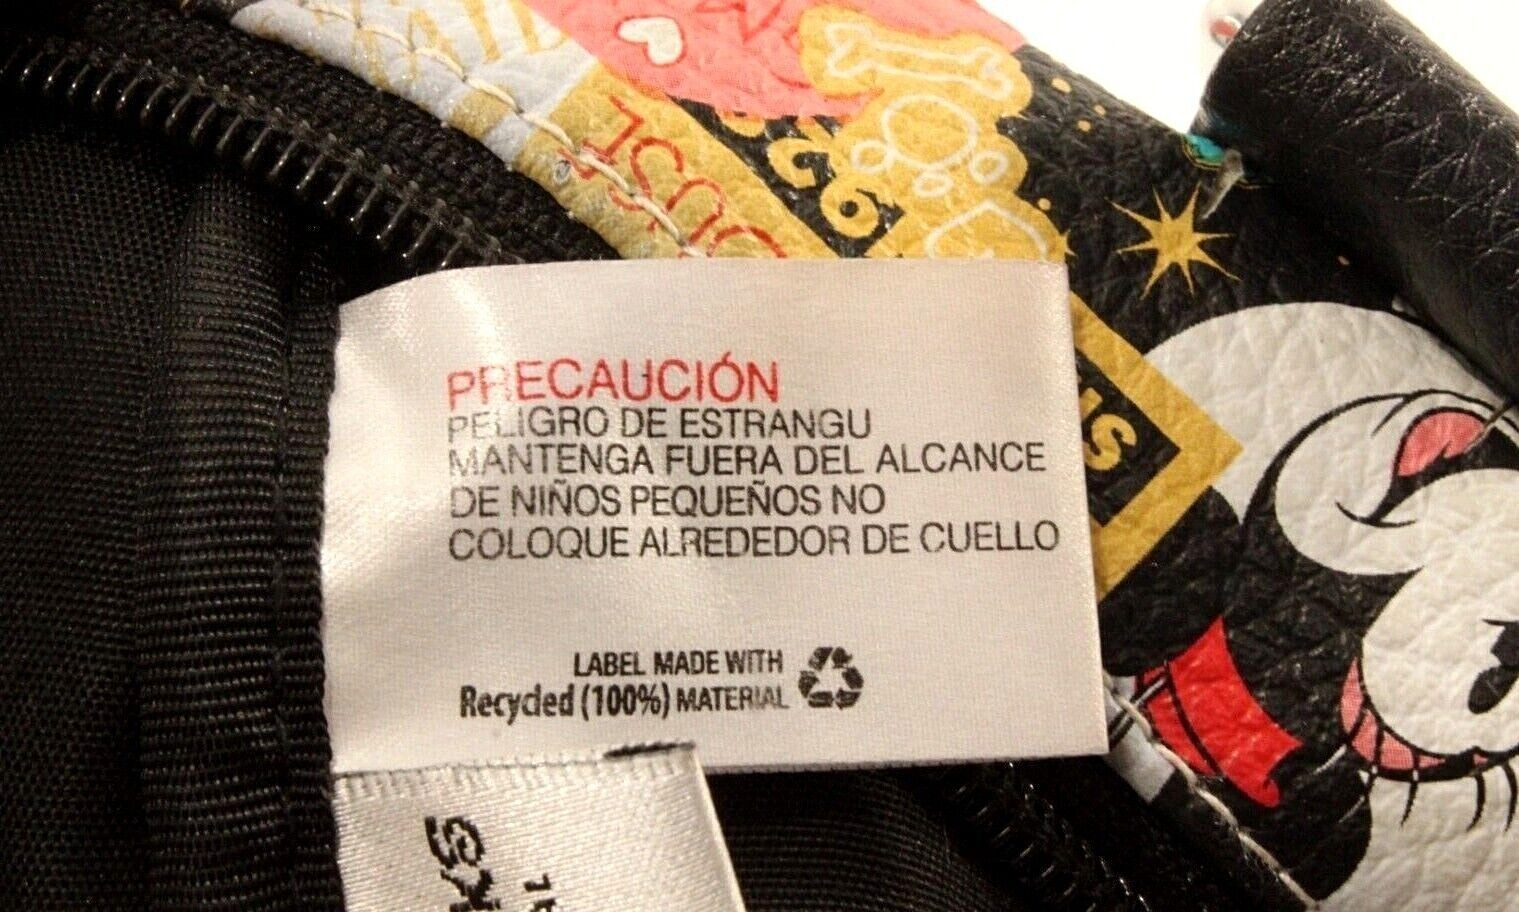 PRECAUCIÓN
PELIGRO DE ESTRANGU
MANTENGA FUERA DEL ALCANCE
DE NIÑOS PEQUEÑOS NO
COLOQUE ALREDEDOR DE CUELLO
LABEL MADE WITH
Recycled (100%) MATERIAL